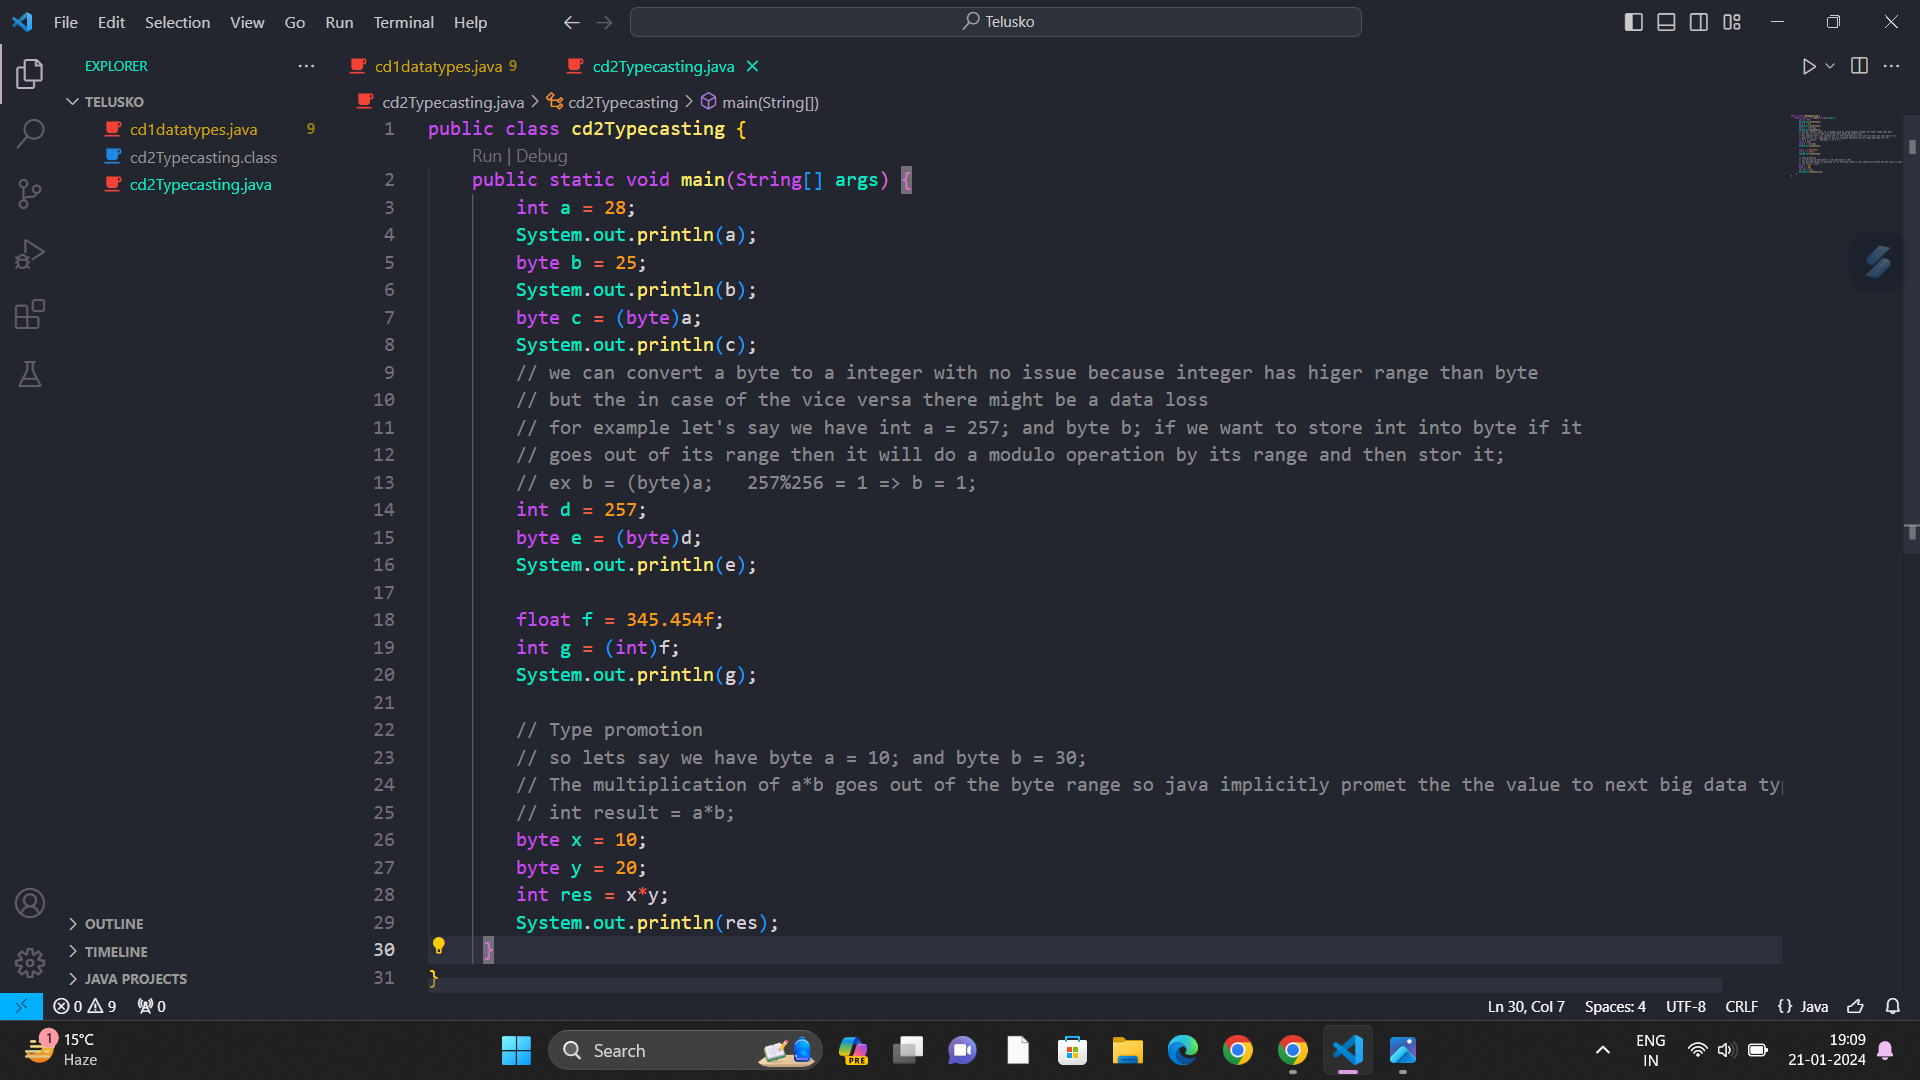 File Edit Selection View Go Run Terminal Help
Telusko
EXPLORER
TELUSKO
cd1datatypes.java 9
cd2Typecasting.class
cd2Typecasting.java
OUTLINE
TIMELINE
JAVA PROJECTS
cd1datatypes.java 9 cd2Typecasting.java
cd2Typecasting.java > cd2Typecasting > main(String[])
1 public class cd2Typecasting {
Run | Debug
2 public static void main(String[] args) {
3 int a = 28;
4 System.out.println(a);
5 byte b = 25;
6 System.out.println(b);
7 byte c = (byte)a;
8 System.out.println(c);
9 // we can convert a byte to a integer with no issue because integer has higer range than byte
10 // but the in case of the vice versa there might be a data loss
11 // for example let's say we have int a = 257; and byte b; if we want to store int into byte if it
12 // goes out of its range then it will do a modulo operation by its range and then stor it;
13 // ex b = (byte)a;   257%256 = 1 => b = 1;
14 int d = 257;
15 byte e = (byte)d;
16 System.out.println(e);
17
18 float f = 345.454f;
19 int g = (int)f;
20 System.out.println(g);
21
22 // Type promotion
23 // so lets say we have byte a = 10; and byte b = 30;
24 // The multiplication of a*b goes out of the byte range so java implicitly promet the the value to next big data ty
25 // int result = a*b;
26 byte x = 10;
27 byte y = 20;
28 int res = x*y;
29 System.out.println(res);
30 }
31 }
0 9 0
Ln 30, Col 7 Spaces: 4 UTF-8 CRLF {} Java
1
15°C
Haze
Search
PRE
ENG
IN
19:09
21-01-2024